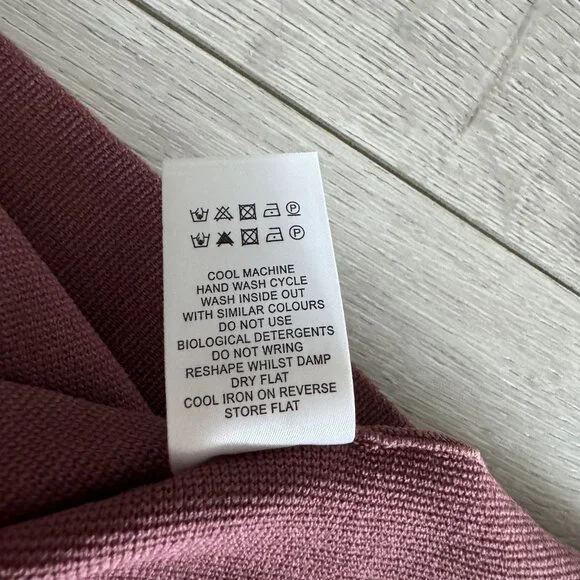 P
P
COOL MACHINE
HAND WASH CYCLE
WASH INSIDE OUT
WITH SIMILAR COLOURS
DO NOT USE
BIOLOGICAL DETERGENTS
DO NOT WRING
RESHAPE WHILST DAMP
DRY FLAT
COOL IRON ON REVERSE
STORE FLAT